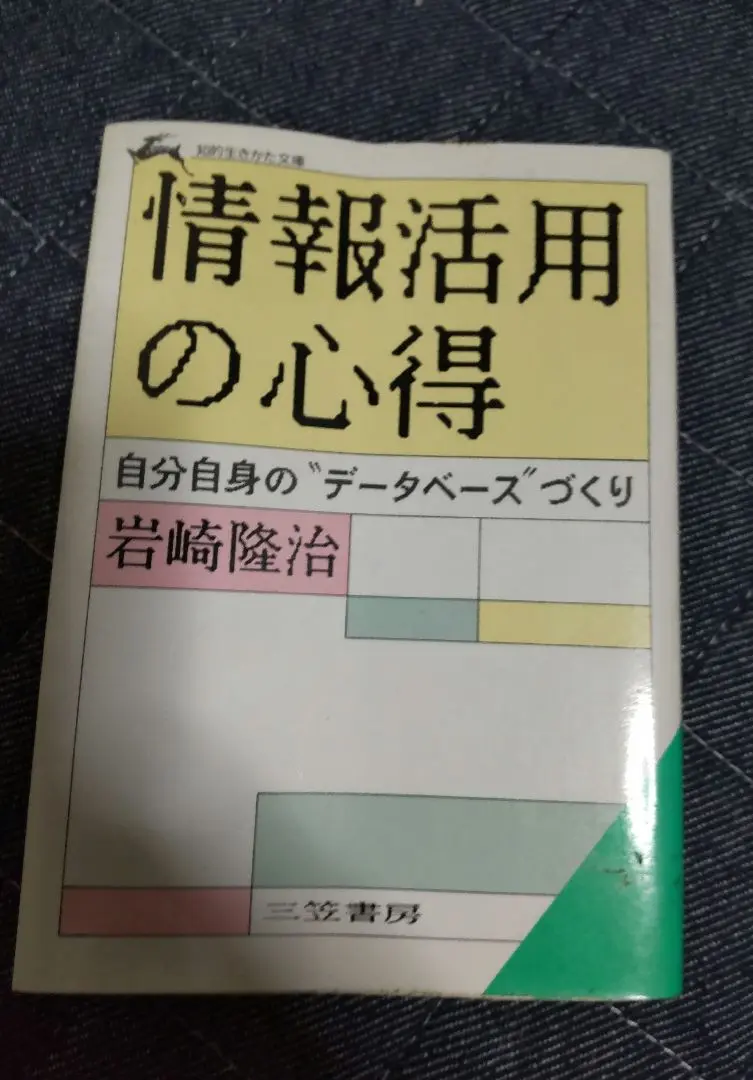 知的生きかた文庫
情報活用
の心得
自分自身の〝データベース〟づくり
岩崎隆治
三笠書房